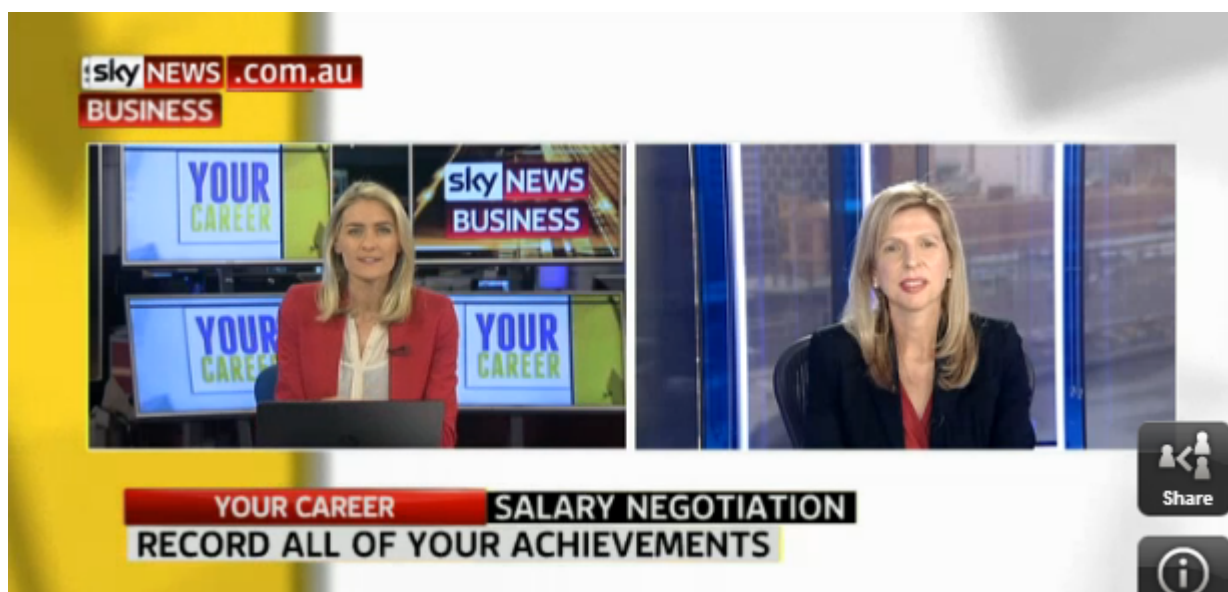 sky NEWS .com.au
BUSINESS
YOUR
CAREER
sky NEWS
BUSINESS
YOUR
CAREE
YOUR
CAREER
YOUR CAREER SALARY NEGOTIATION
RECORD ALL OF YOUR ACHIEVEMENTS
Share